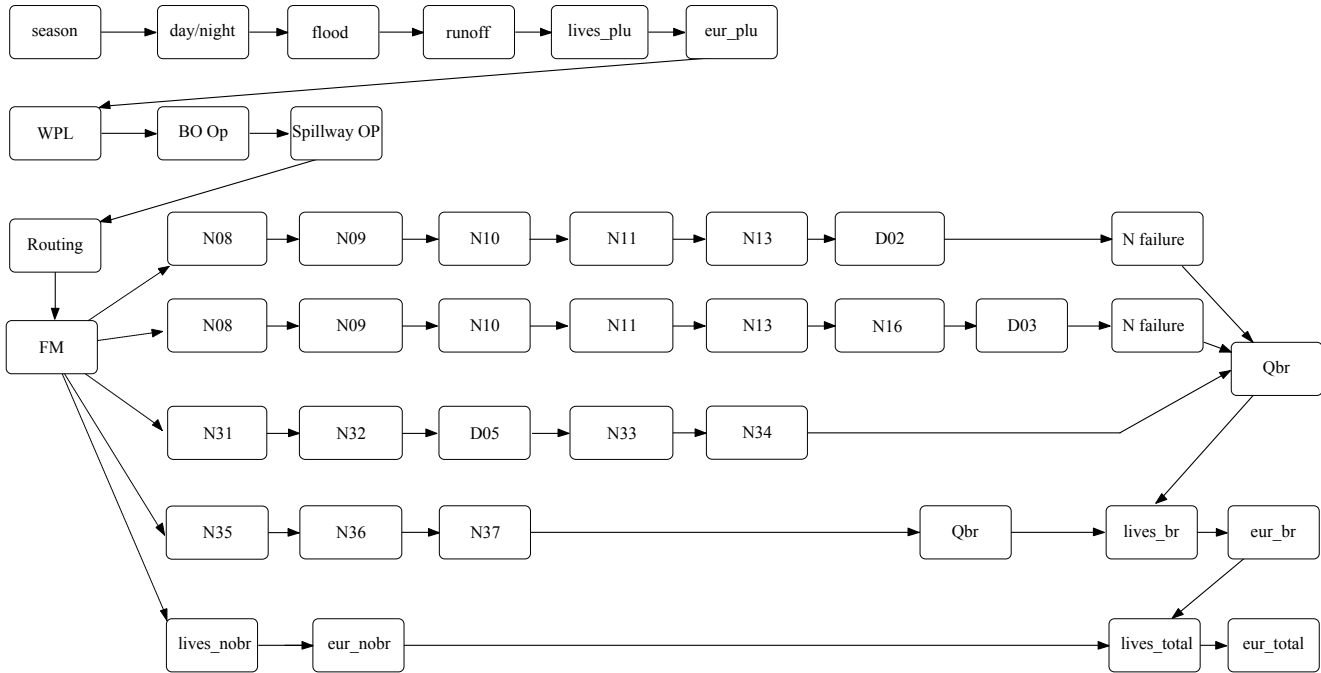 season day/night flood runoff lives_plu eur_plu
WPL BO Op Spillway OP
Routing N08 N09 N10 N11 N13 D02 N failure
FM N08 N09 N10 N11 N13 N16 D03 N failure
Qbr
N31 N32 D05 N33 N34
N35 N36 N37 Qbr lives_br eur_br
lives_nobr eur_nobr lives_total eur_total